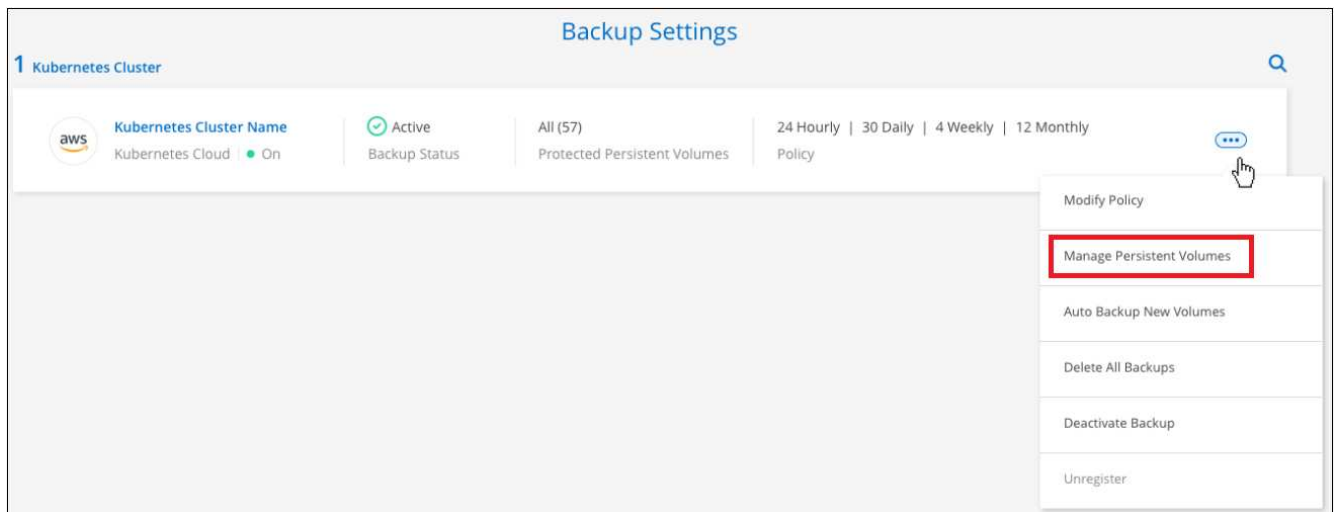 Backup Settings
1 Kubernetes Cluster
aws
Kubernetes Cluster Name
Kubernetes Cloud On
Active
Backup Status
All (57)
Protected Persistent Volumes
24 Hourly | 30 Daily | 4 Weekly | 12 Monthly
Policy
Modify Policy
Manage Persistent Volumes
Auto Backup New Volumes
Delete All Backups
Deactivate Backup
Unregister